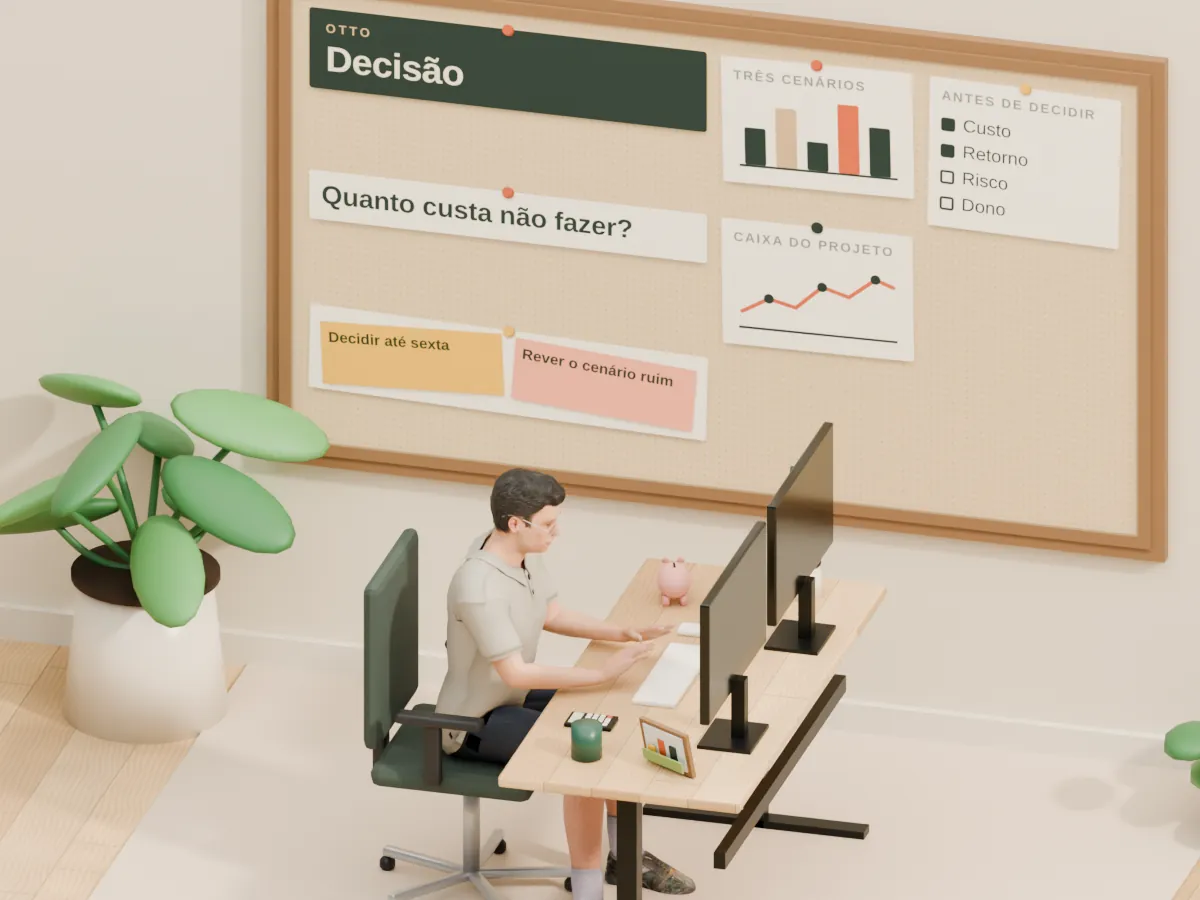 OTTO
Decisão
Quanto custa não fazer?
Decidir até sexta
Rever o cenário ruim
TRÊS CENÁRIOS
CAIXA DO PROJETO
ANTES DE DECIDIR
Custo
Retorno
Risco
Dono